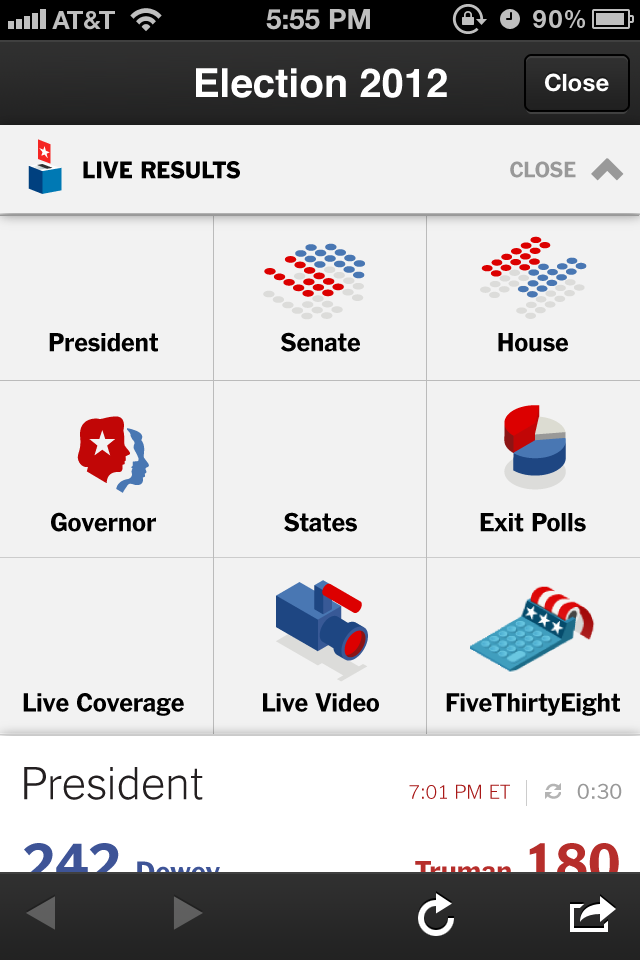 AT&T 5:55 PM 90%
Election 2012 Close
LIVE RESULTS CLOSE
President Senate House
Governor States Exit Polls
Live Coverage Live Video FiveThirtyEight
President 7:01 PM ET 0:30
242 Dewey Truman 180